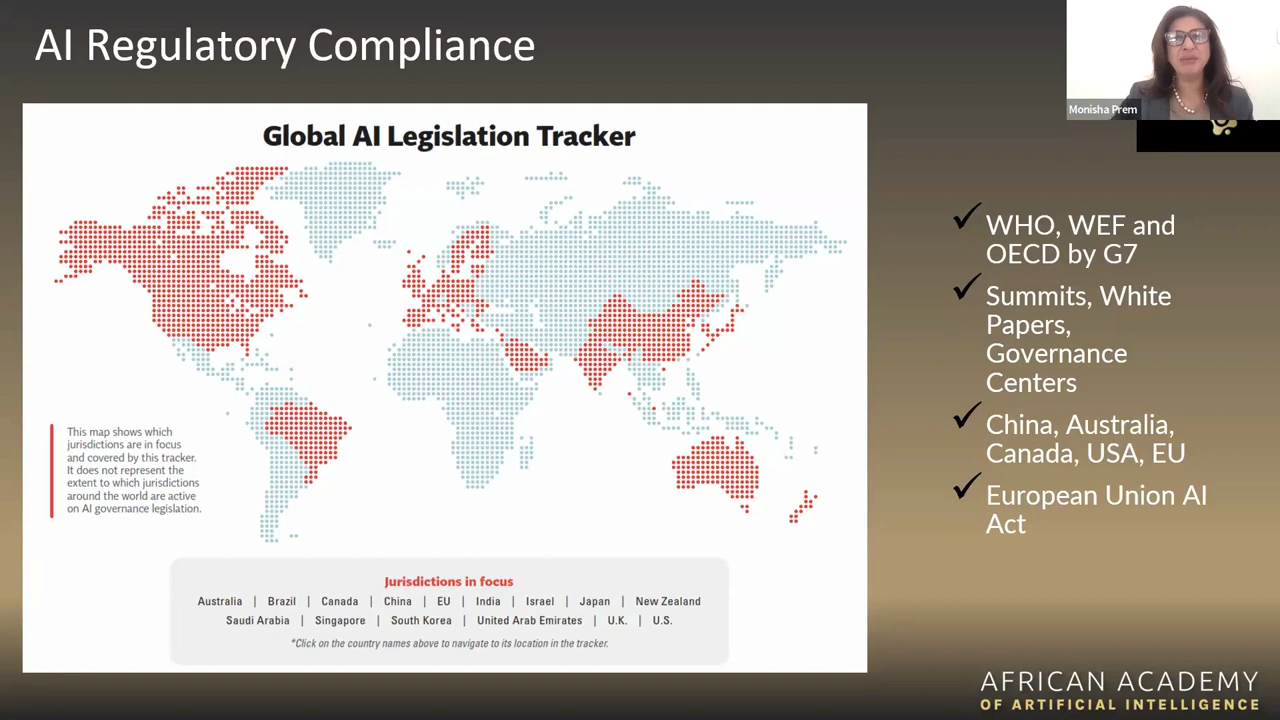 AI Regulatory Compliance
Monisha Prem
Global AI Legislation Tracker
This map shows which
jurisdictions are in focus
and covered by this tracker.
It does not represent the
extent to which jurisdictions
around the world are active
on AI governance legislation.
Jurisdictions in focus
Australia | Brazil | Canada | China | EU | India | Israel | Japan | New Zealand
Saudi Arabia | Singapore | South Korea | United Arab Emirates | U.K. | U.S.
*Click on the country names above to navigate to its location in the tracker.
✓ WHO, WEF and
OECD by G7
✓ Summits, White
Papers,
Governance
Centers
✓ China, Australia,
Canada, USA, EU
✓ European Union AI
Act
AFRICAN ACADEMY
OF ARTIFICIAL INTELLIGENCE